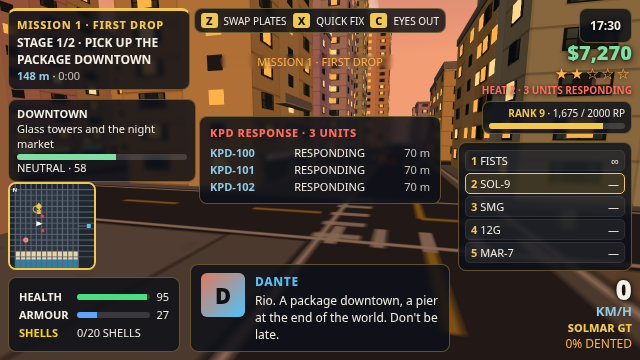 MISSION 1 · FIRST DROP
STAGE 1/2 · PICK UP THE
PACKAGE DOWNTOWN
148 m · 0:00
Z SWAP PLATES X QUICK FIX C EYES OUT
MISSION 1 · FIRST DROP
17:30
$7,270
★★☆☆☆
HEAT 2 · 3 UNITS RESPONDING
RANK 9 · 1,675 / 2000 RP
DOWNTOWN
Glass towers and the night
market
NEUTRAL · 58
KPD RESPONSE · 3 UNITS
KPD-100 RESPONDING 70 m
KPD-101 RESPONDING 70 m
KPD-102 RESPONDING 70 m
1 FISTS ∞
2 SOL-9 —
3 SMG —
4 12G —
5 MAR-7 —
HEALTH 95
ARMOUR 27
SHELLS 0/20 SHELLS
D
DANTE
Rio. A package downtown, a pier
at the end of the world. Don't be
late.
0
KM/H
SOLMAR GT
0% DENTED